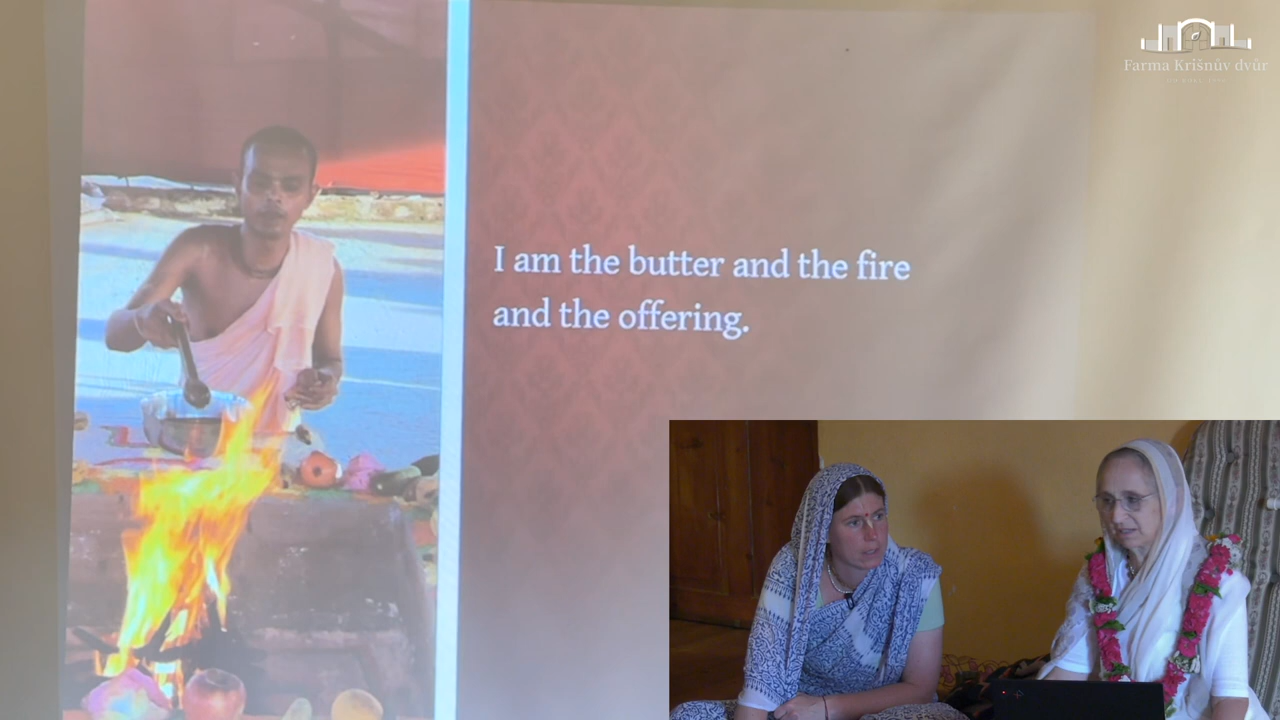 Farma Krišnův dvůr
I am the butter and the fire
and the offering.